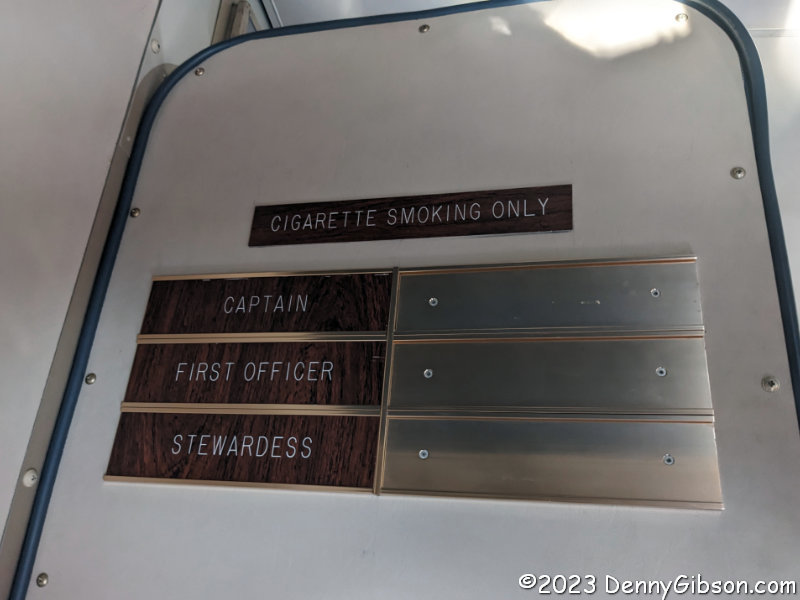 CIGARETTE SMOKING ONLY
CAPTAIN
FIRST OFFICER
STEWARDESS
©2023 DennyGibson.com